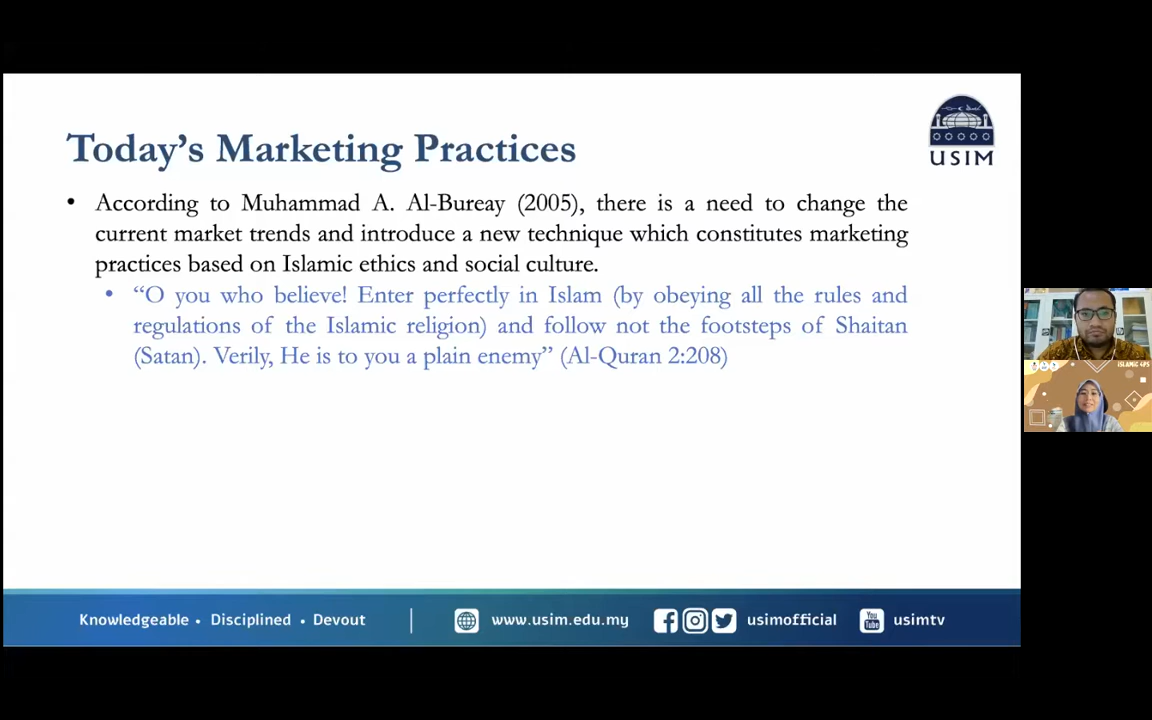 Today's Marketing Practices
USIM
• According to Muhammad A. Al-Bureay (2005), there is a need to change the
current market trends and introduce a new technique which constitutes marketing
practices based on Islamic ethics and social culture.
• “O you who believe! Enter perfectly in Islam (by obeying all the rules and
regulations of the Islamic religion) and follow not the footsteps of Shaitan
(Satan). Verily, He is to you a plain enemy” (Al-Quran 2:208)
ISLAMIC 4PS
Knowledgeable • Disciplined • Devout | www.usim.edu.my usimofficial You Tube usimtv